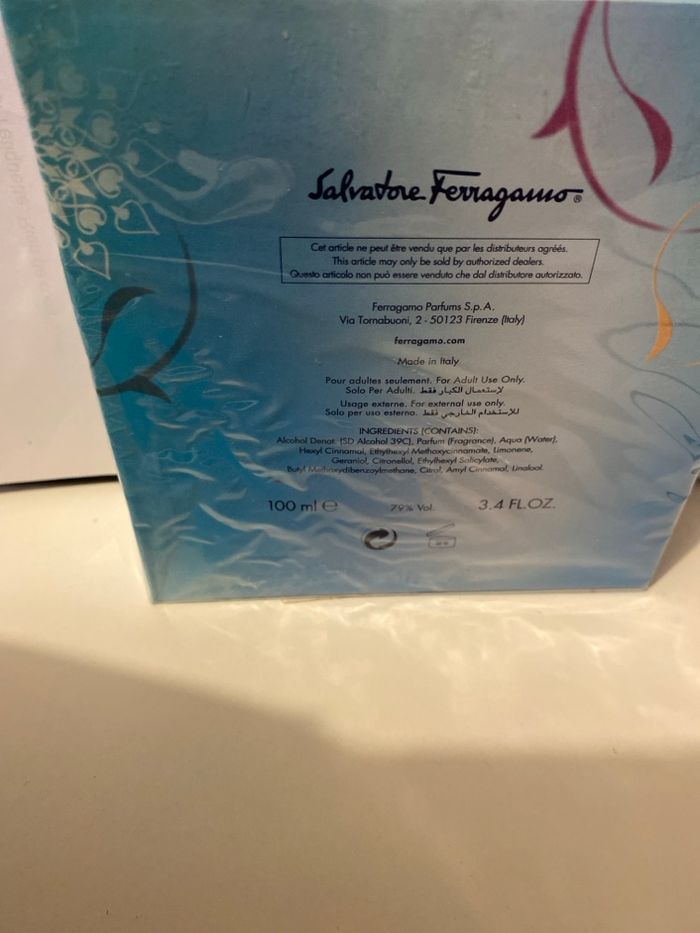 Salvatore Ferragamo®
Cet article ne peut être vendu que par les distributeurs agréés.
This article may only be sold by authorized dealers.
Questo articolo non può essere venduto che dal distributore autorizzato.
Ferragamo Parfums S.p.A.
Via Tornabuoni, 2 - 50123 Firenze (Italy)
ferragamo.com
Made in Italy
Pour adultes seulement. For Adult Use Only.
Solo Per Adulti. لإستعمال الكبار فقط
Usage externe. For external use only.
Solo per uso esterno. للإستخدام الخارجي فقط
INGREDIENTS (CONTAINS):
Alcohol Denat. (SD Alcohol 39C), Parfum (Fragrance), Aqua (Water),
Hexyl Cinnamal, Ethylhexyl Methoxycinnamate, Limonene,
Geraniol, Citronellol, Ethylhexyl Salicylate,
Butyl Methoxydibenzoylmethane, Citral, Amyl Cinnamal, Linalool.
100 ml ℮ 79% Vol. 3.4 FL.OZ.